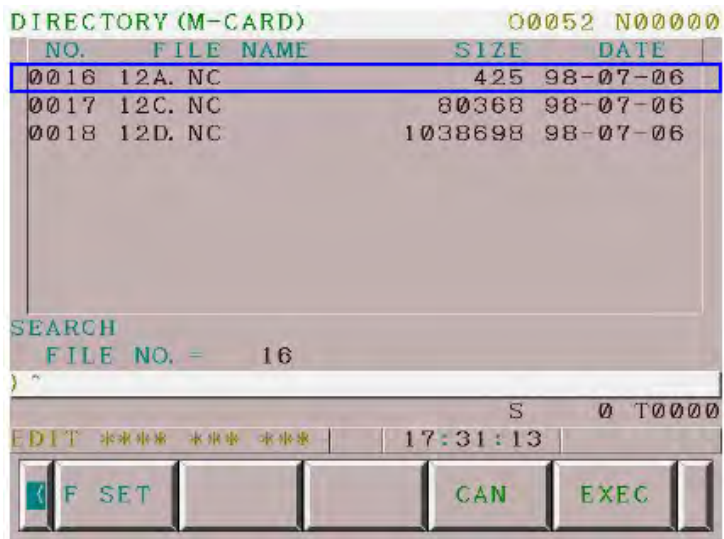 DIRECTORY (M-CARD) O0052 N00000
NO. FILE NAME SIZE DATE
0016 12A.NC 425 98-07-06
0017 12C.NC 80368 98-07-06
0018 12D.NC 1038698 98-07-06
SEARCH
FILE NO. = 16
) ^
S 0 T0000
EDIT **** *** *** 17:31:13
< F SET CAN EXEC